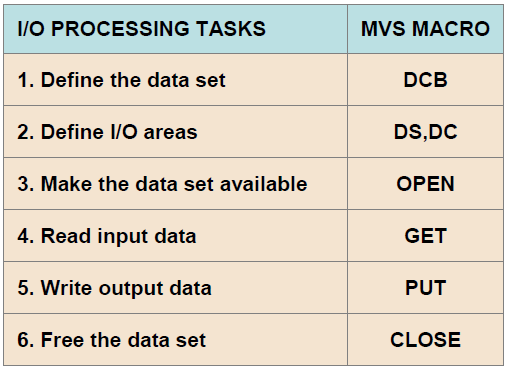 I/O PROCESSING TASKS MVS MACRO
1. Define the data set DCB
2. Define I/O areas DS,DC
3. Make the data set available OPEN
4. Read input data GET
5. Write output data PUT
6. Free the data set CLOSE